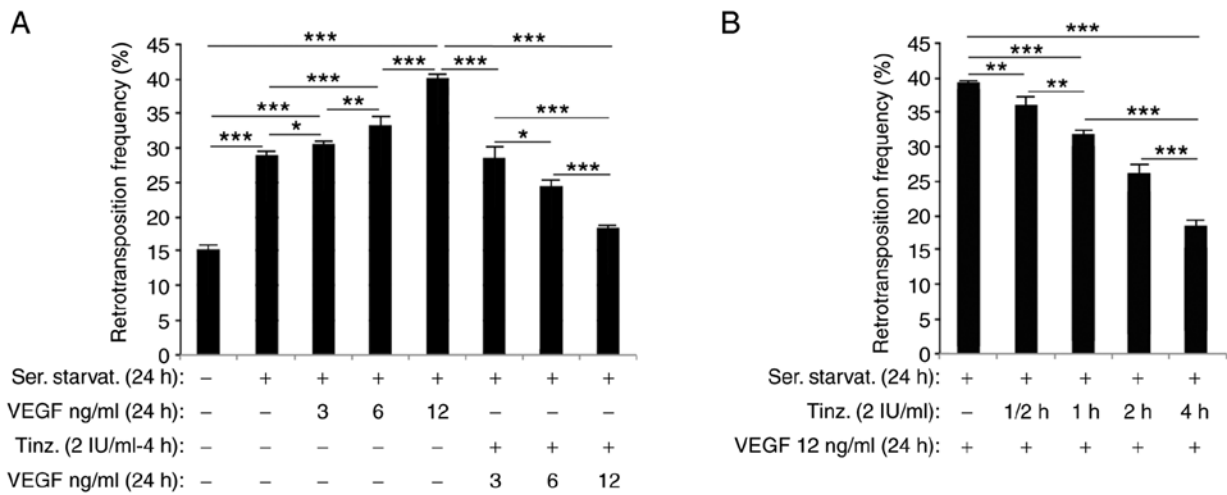 A
Retrotransposition frequency (%)
45
40
35
30
25
20
15
10
5
0
*** ***
*** *** ***
*** ** ***
*** * *
*** ***
Ser. starvat. (24 h): – + + + + + + +
VEGF ng/ml (24 h): – – 3 6 12 – – –
Tinz. (2 IU/ml-4 h): – – – – – + + +
VEGF ng/ml (24 h): – – – – – 3 6 12
B
Retrotransposition frequency (%)
45
40
35
30
25
20
15
10
5
0
***
***
**
**
***
***
Ser. starvat. (24 h): + + + + +
Tinz. (2 IU/ml): – 1/2 h 1 h 2 h 4 h
VEGF 12 ng/ml (24 h): + + + + +